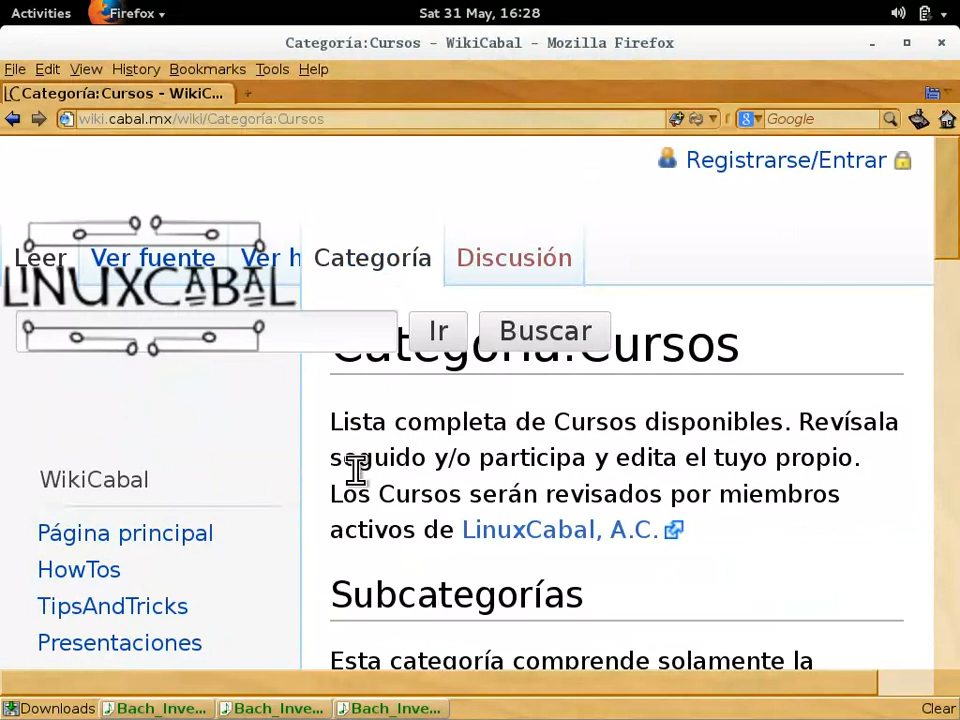 Activities Firefox Sat 31 May, 16:28
Categoría:Cursos - WikiCabal - Mozilla Firefox
File Edit View History Bookmarks Tools Help
Categoría:Cursos - WikiC...
wiki.cabal.mx/wiki/Categoría:Cursos Google
Registrarse/Entrar
Leer Ver fuente Ver h Categoría Discusión
LINUXCABAL
Ir Buscar
Categoría:Cursos
Lista completa de Cursos disponibles. Revísala
seguido y/o participa y edita el tuyo propio.
Los Cursos serán revisados por miembros
activos de LinuxCabal, A.C.
WikiCabal
Página principal
HowTos
TipsAndTricks
Presentaciones
Subcategorías
Esta categoría comprende solamente la
Downloads Bach_Inve... Bach_Inve... Bach_Inve... Clear